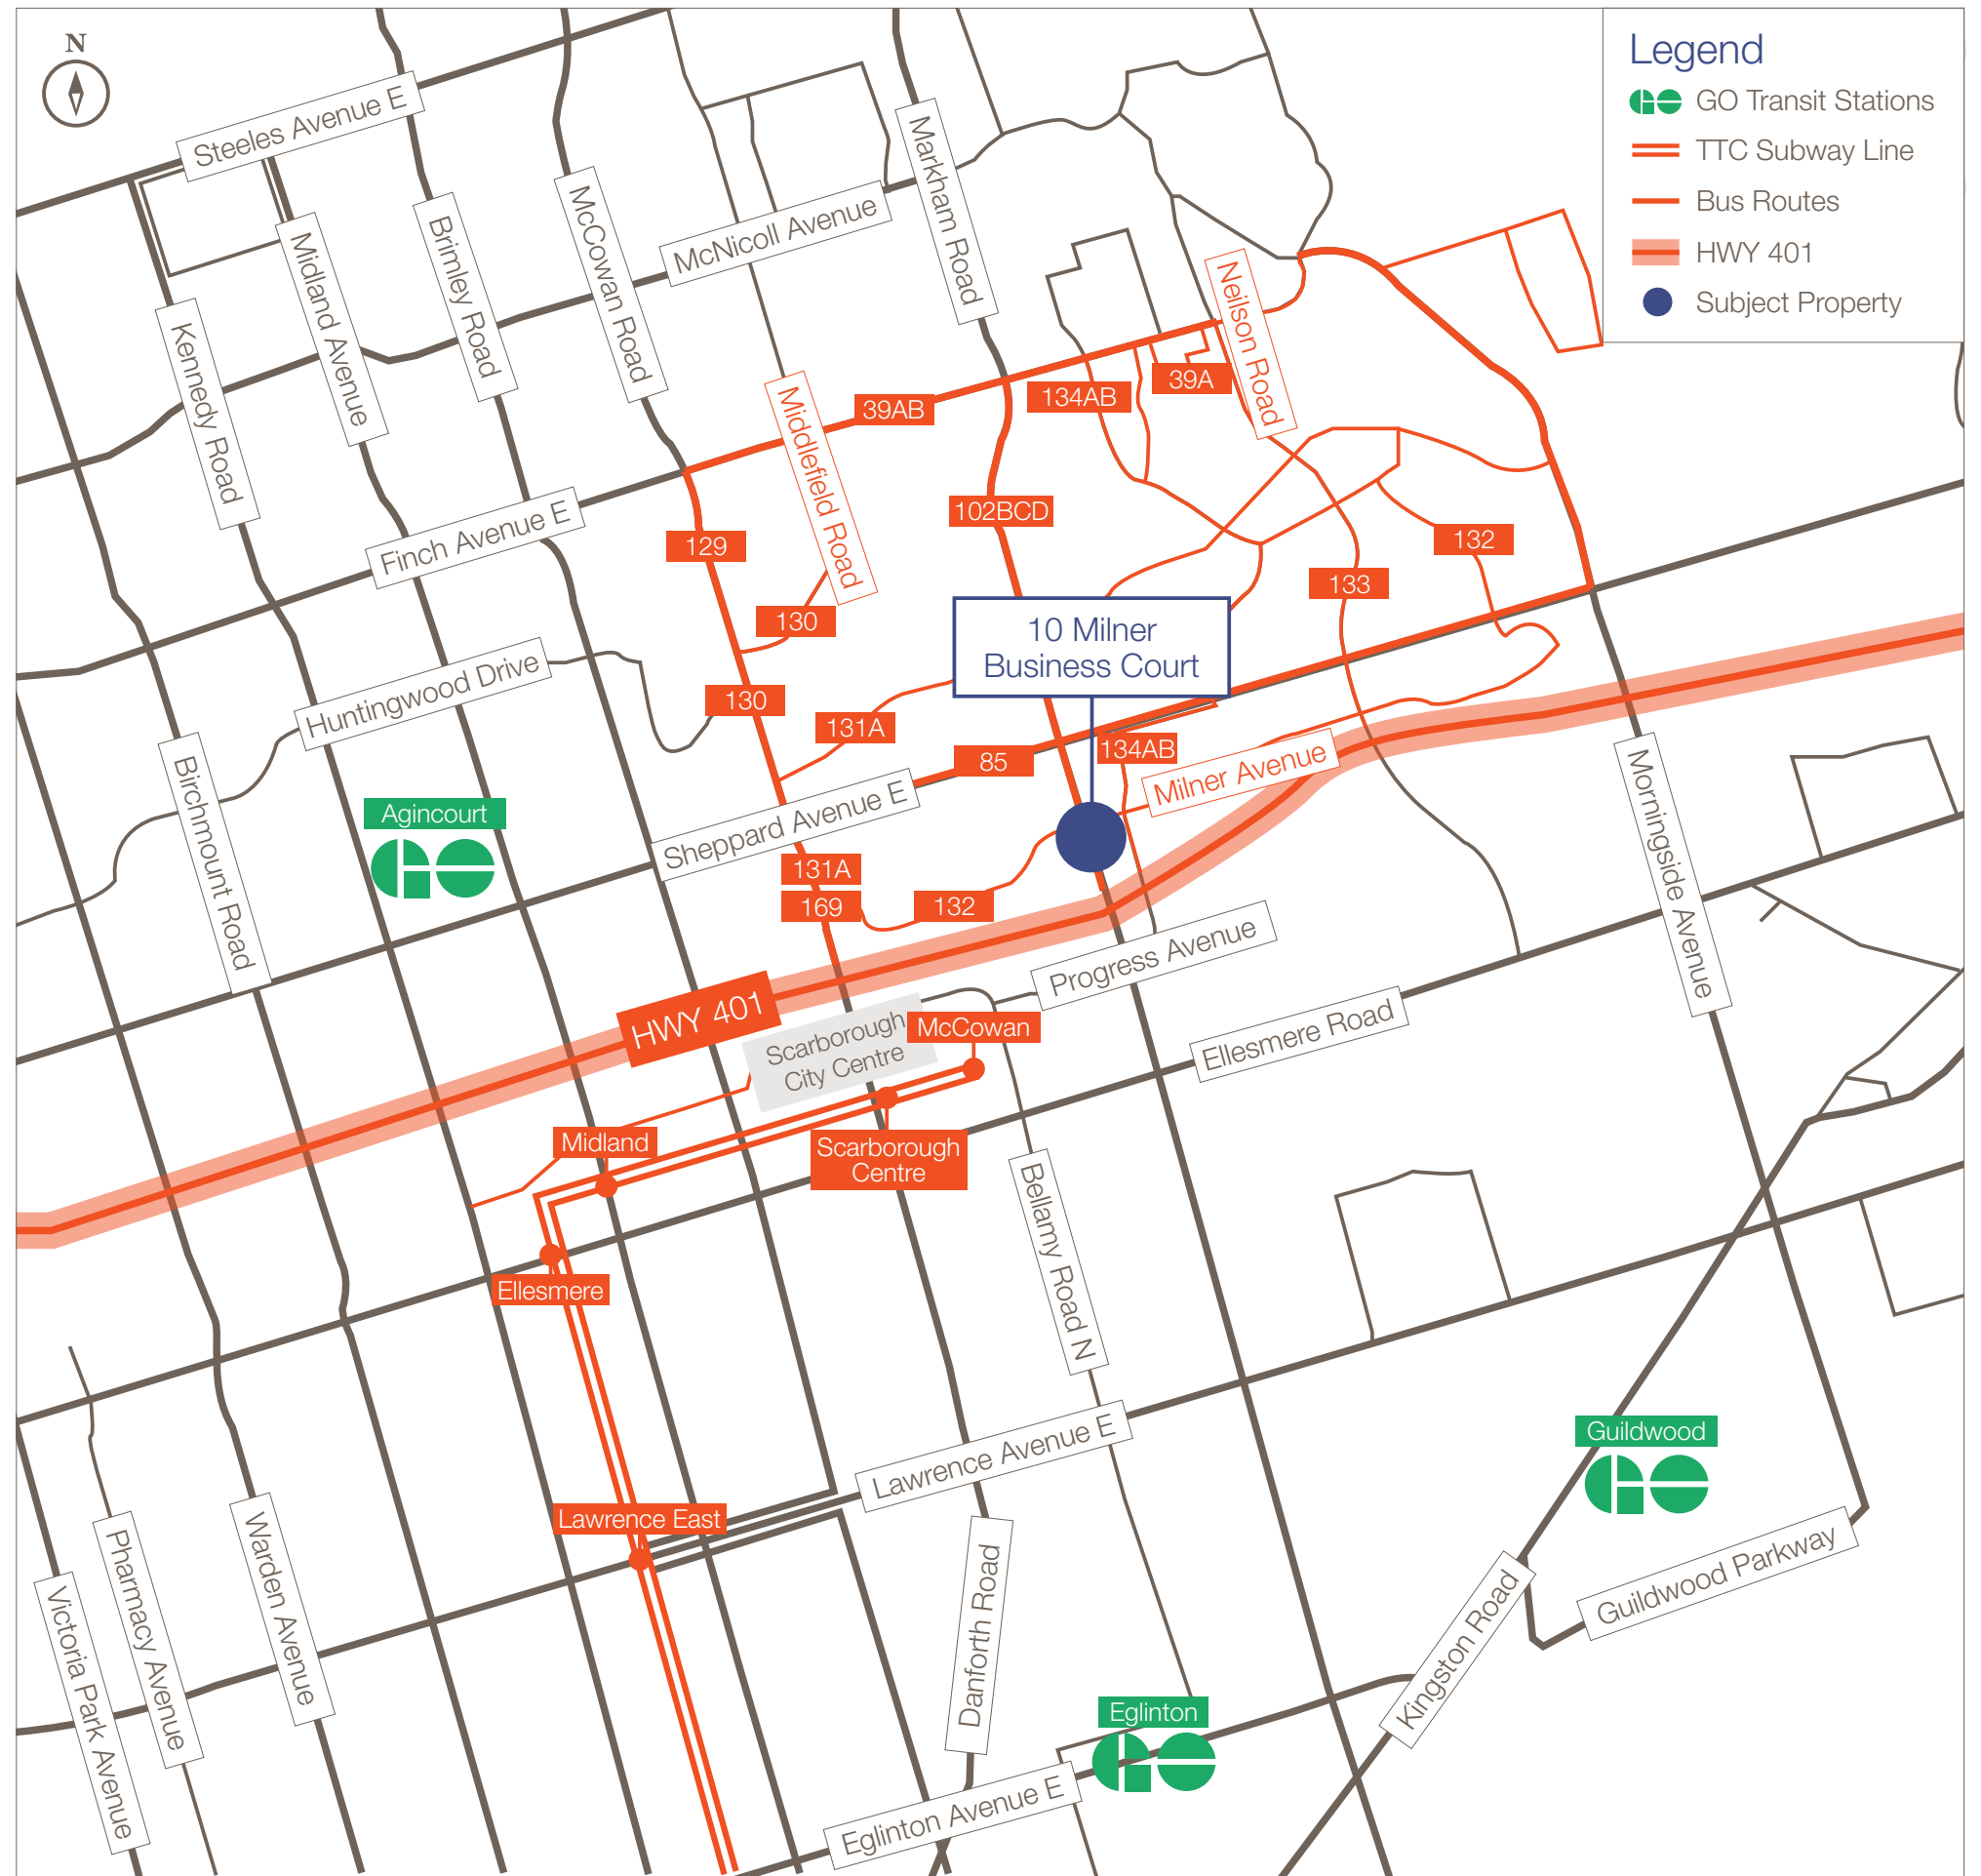 N
Legend
GO Transit Stations
TTC Subway Line
Bus Routes
HWY 401
Subject Property
Steeles Avenue E
Markham Road
McCowan Road
McNicoll Avenue
Brimley Road
Midland Avenue
Kennedy Road
Neilson Road
39A
134AB
39AB
Middlefield Road
102BCD
Finch Avenue E
129
132
133
130
10 Milner
Business Court
Huntingwood Drive
130
131A
134AB
85
Milner Avenue
Birchmount Road
Agincourt
GO
Sheppard Avenue E
Morningside Avenue
131A
169
132
Progress Avenue
HWY 401
Scarborough
City Centre
McCowan
Ellesmere Road
Midland
Scarborough
Centre
Bellamy Road N
Ellesmere
Lawrence Avenue E
Guildwood
GO
Lawrence East
Warden Avenue
Pharmacy Avenue
Victoria Park Avenue
Danforth Road
Kingston Road
Guildwood Parkway
Eglinton
GO
Eglinton Avenue E